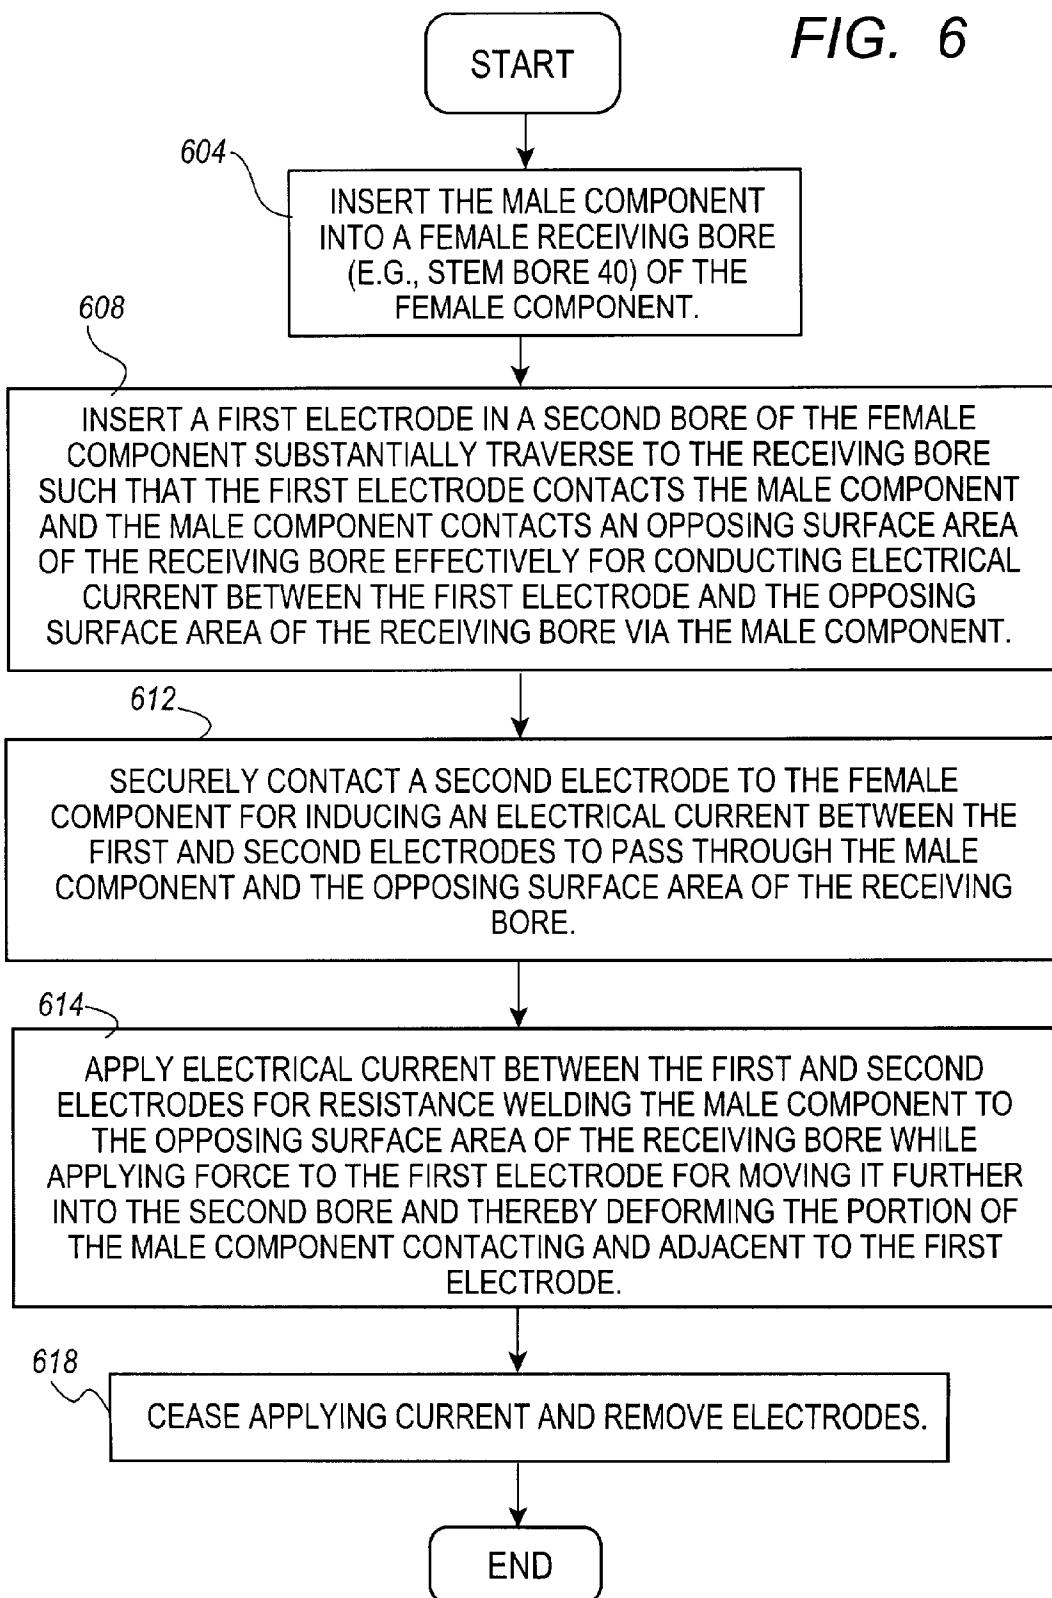 FIG. 6
START
604
INSERT THE MALE COMPONENT
INTO A FEMALE RECEIVING BORE
(E.G., STEM BORE 40) OF THE
FEMALE COMPONENT.
608
INSERT A FIRST ELECTRODE IN A SECOND BORE OF THE FEMALE
COMPONENT SUBSTANTIALLY TRAVERSE TO THE RECEIVING BORE
SUCH THAT THE FIRST ELECTRODE CONTACTS THE MALE COMPONENT
AND THE MALE COMPONENT CONTACTS AN OPPOSING SURFACE AREA
OF THE RECEIVING BORE EFFECTIVELY FOR CONDUCTING ELECTRICAL
CURRENT BETWEEN THE FIRST ELECTRODE AND THE OPPOSING
SURFACE AREA OF THE RECEIVING BORE VIA THE MALE COMPONENT.
612
SECURELY CONTACT A SECOND ELECTRODE TO THE FEMALE
COMPONENT FOR INDUCING AN ELECTRICAL CURRENT BETWEEN THE
FIRST AND SECOND ELECTRODES TO PASS THROUGH THE MALE
COMPONENT AND THE OPPOSING SURFACE AREA OF THE RECEIVING
BORE.
614
APPLY ELECTRICAL CURRENT BETWEEN THE FIRST AND SECOND
ELECTRODES FOR RESISTANCE WELDING THE MALE COMPONENT TO
THE OPPOSING SURFACE AREA OF THE RECEIVING BORE WHILE
APPLYING FORCE TO THE FIRST ELECTRODE FOR MOVING IT FURTHER
INTO THE SECOND BORE AND THEREBY DEFORMING THE PORTION OF
THE MALE COMPONENT CONTACTING AND ADJACENT TO THE FIRST
ELECTRODE.
618
CEASE APPLYING CURRENT AND REMOVE ELECTRODES.
END